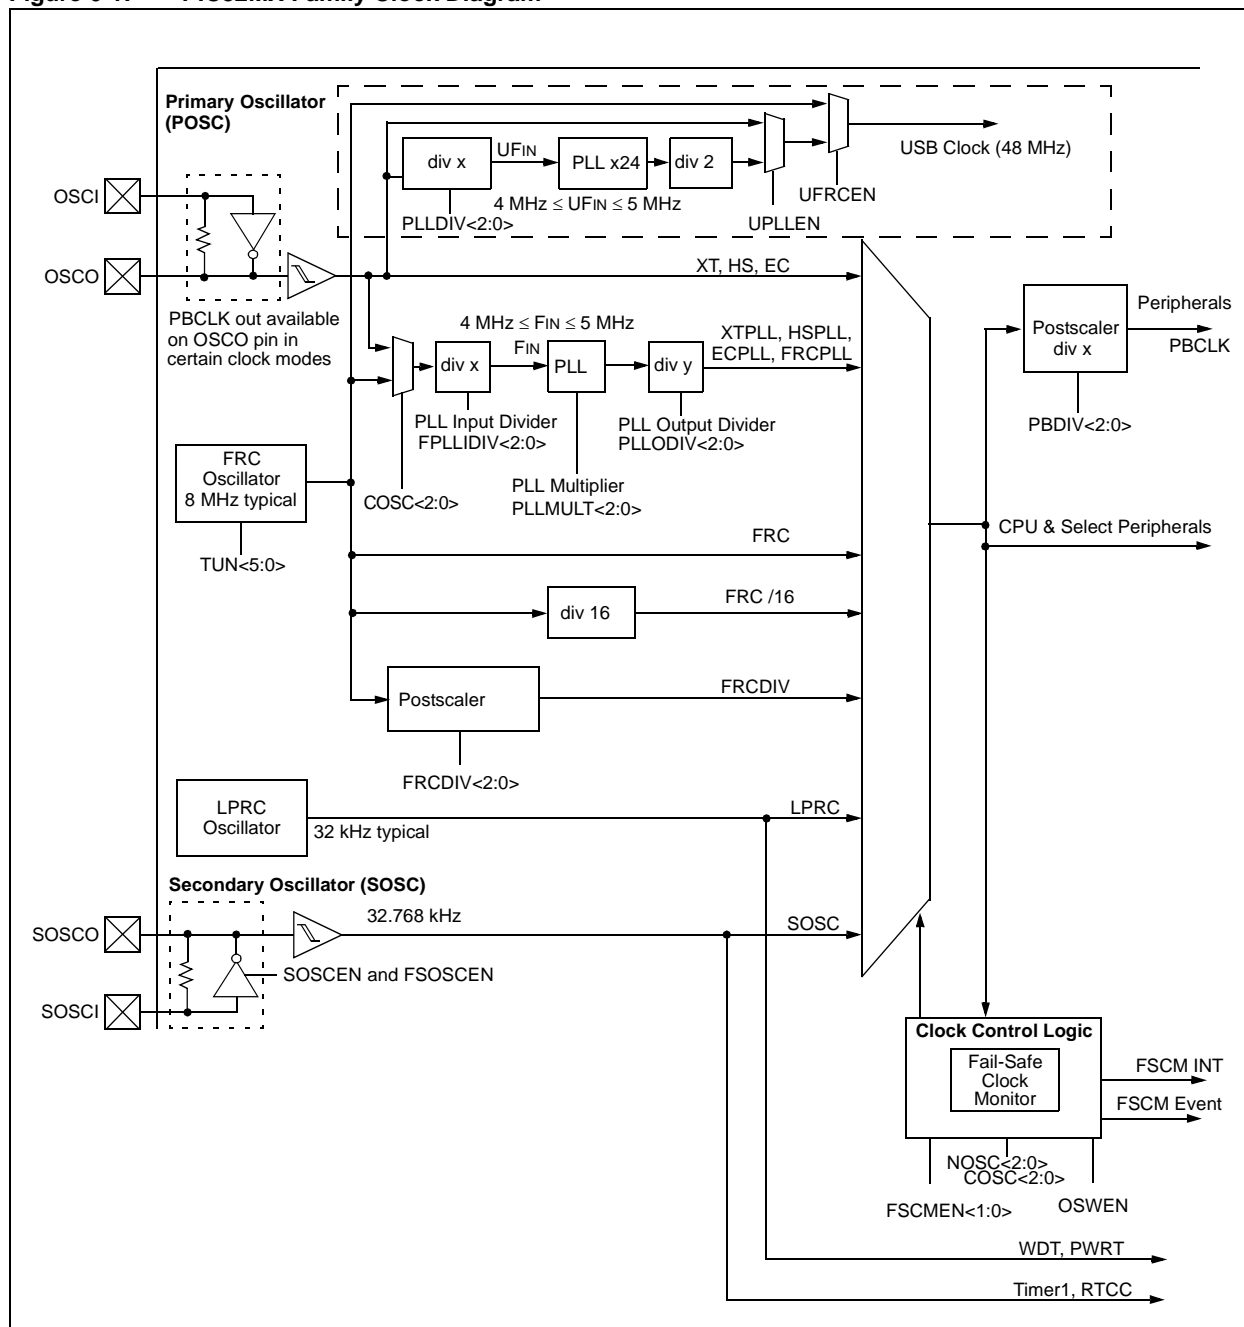 Primary Oscillator
(POSC)
OSCI
OSCO
PBCLK out available
on OSCO pin in
certain clock modes
div x
UFIN
PLL x24
div 2
4 MHz ≤ UFIN ≤ 5 MHz
PLLDIV<2:0>
UPLLEN
UFRCEN
USB Clock (48 MHz)
XT, HS, EC
4 MHz ≤ FIN ≤ 5 MHz
FIN
div x
PLL
div y
XTPLL, HSPLL,
ECPLL, FRCPLL
PLL Input Divider
FPLLIDIV<2:0>
PLL Output Divider
PLLODIV<2:0>
COSC<2:0>
PLL Multiplier
PLLMULT<2:0>
Postscaler
div x
Peripherals
PBCLK
PBDIV<2:0>
FRC
Oscillator
8 MHz typical
TUN<5:0>
FRC
CPU & Select Peripherals
div 16
FRC /16
Postscaler
FRCDIV
FRCDIV<2:0>
LPRC
Oscillator
32 kHz typical
LPRC
Secondary Oscillator (SOSC)
SOSCO
SOSCI
32.768 kHz
SOSC
SOSCEN and FSOSCEN
Clock Control Logic
Fail-Safe
Clock
Monitor
FSCM INT
FSCM Event
NOSC<2:0>
COSC<2:0>
FSCMEN<1:0>
OSWEN
WDT, PWRT
Timer1, RTCC